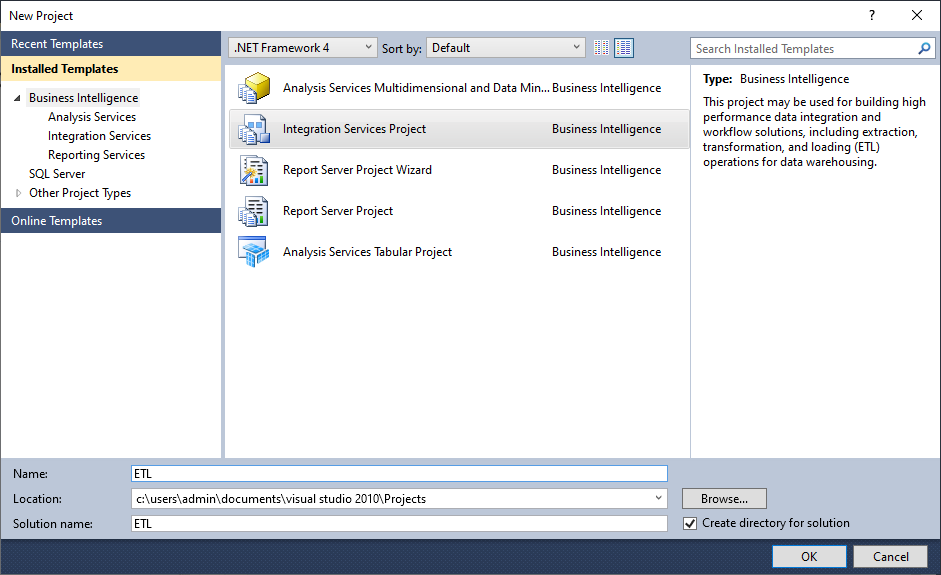 New Project
?
Recent Templates
Installed Templates
Business Intelligence
Analysis Services
Integration Services
Reporting Services
SQL Server
Other Project Types
Online Templates
.NET Framework 4 Sort by: Default
Analysis Services Multidimensional and Data Min... Business Intelligence
Integration Services Project Business Intelligence
Report Server Project Wizard Business Intelligence
Report Server Project Business Intelligence
Analysis Services Tabular Project Business Intelligence
Search Installed Templates
Type: Business Intelligence
This project may be used for building high
performance data integration and
workflow solutions, including extraction,
transformation, and loading (ETL)
operations for data warehousing.
Name: ETL
Location: c:\users\admin\documents\visual studio 2010\Projects Browse...
Solution name: ETL Create directory for solution
OK Cancel